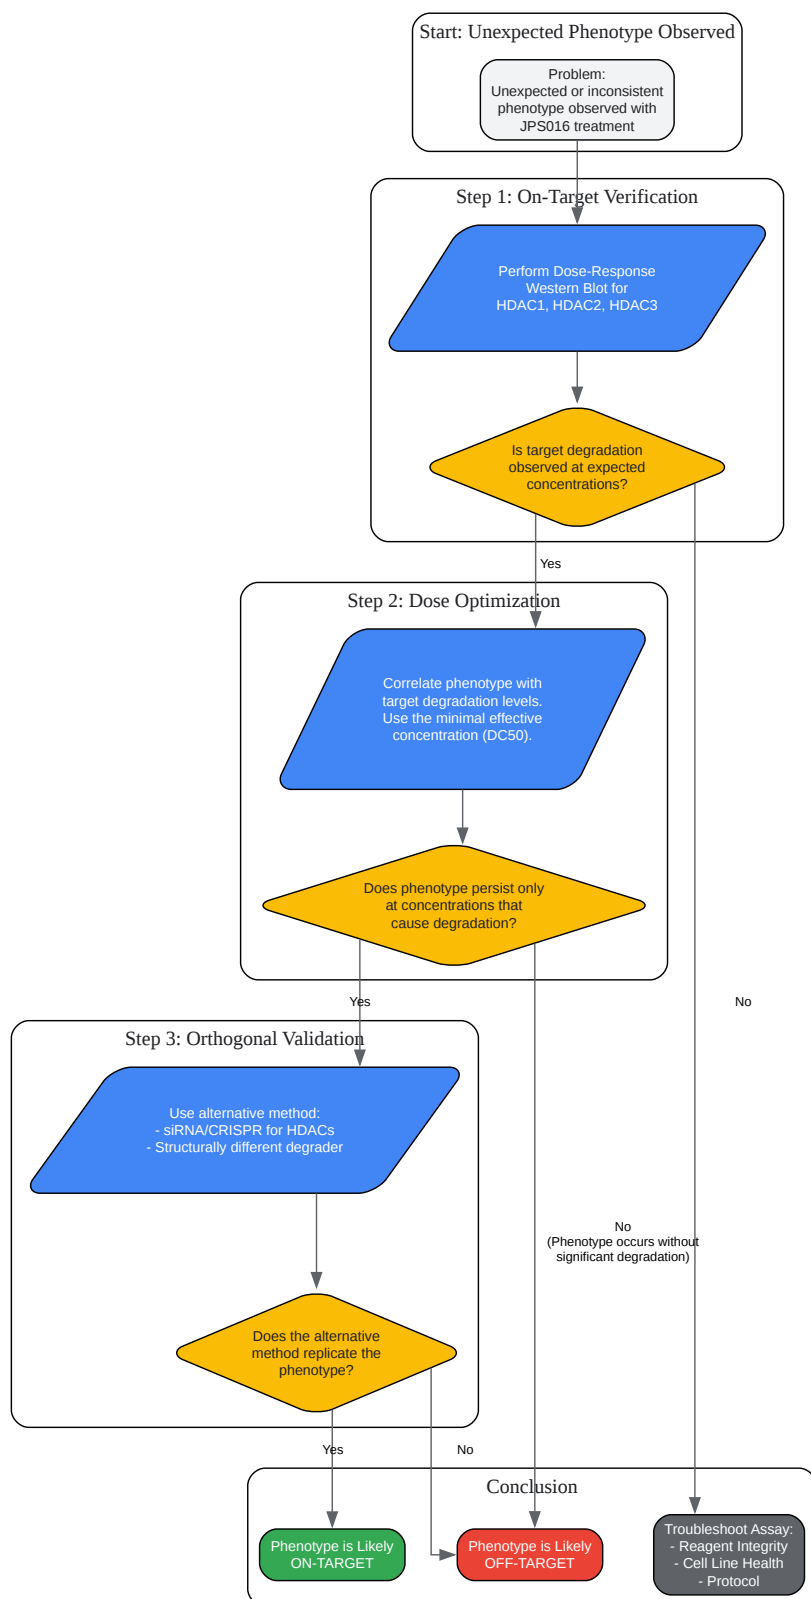 Start: Unexpected Phenotype Observed
Problem:
Unexpected or inconsistent
phenotype observed with
JPS016 treatment
Step 1: On-Target Verification
Perform Dose-Response
Western Blot for
HDAC1, HDAC2, HDAC3
Is target degradation
observed at expected
concentrations?
Yes
Step 2: Dose Optimization
Correlate phenotype with
target degradation levels.
Use the minimal effective
concentration (DC50).
Does phenotype persist only
at concentrations that
cause degradation?
Yes
No
Step 3: Orthogonal Validation
Use alternative method:
- siRNA/CRISPR for HDACs
- Structurally different degrader
No
(Phenotype occurs without
significant degradation)
Does the alternative
method replicate the
phenotype?
Yes
No
Conclusion
Phenotype is Likely
ON-TARGET
Phenotype is Likely
OFF-TARGET
Troubleshoot Assay:
- Reagent Integrity
- Cell Line Health
- Protocol